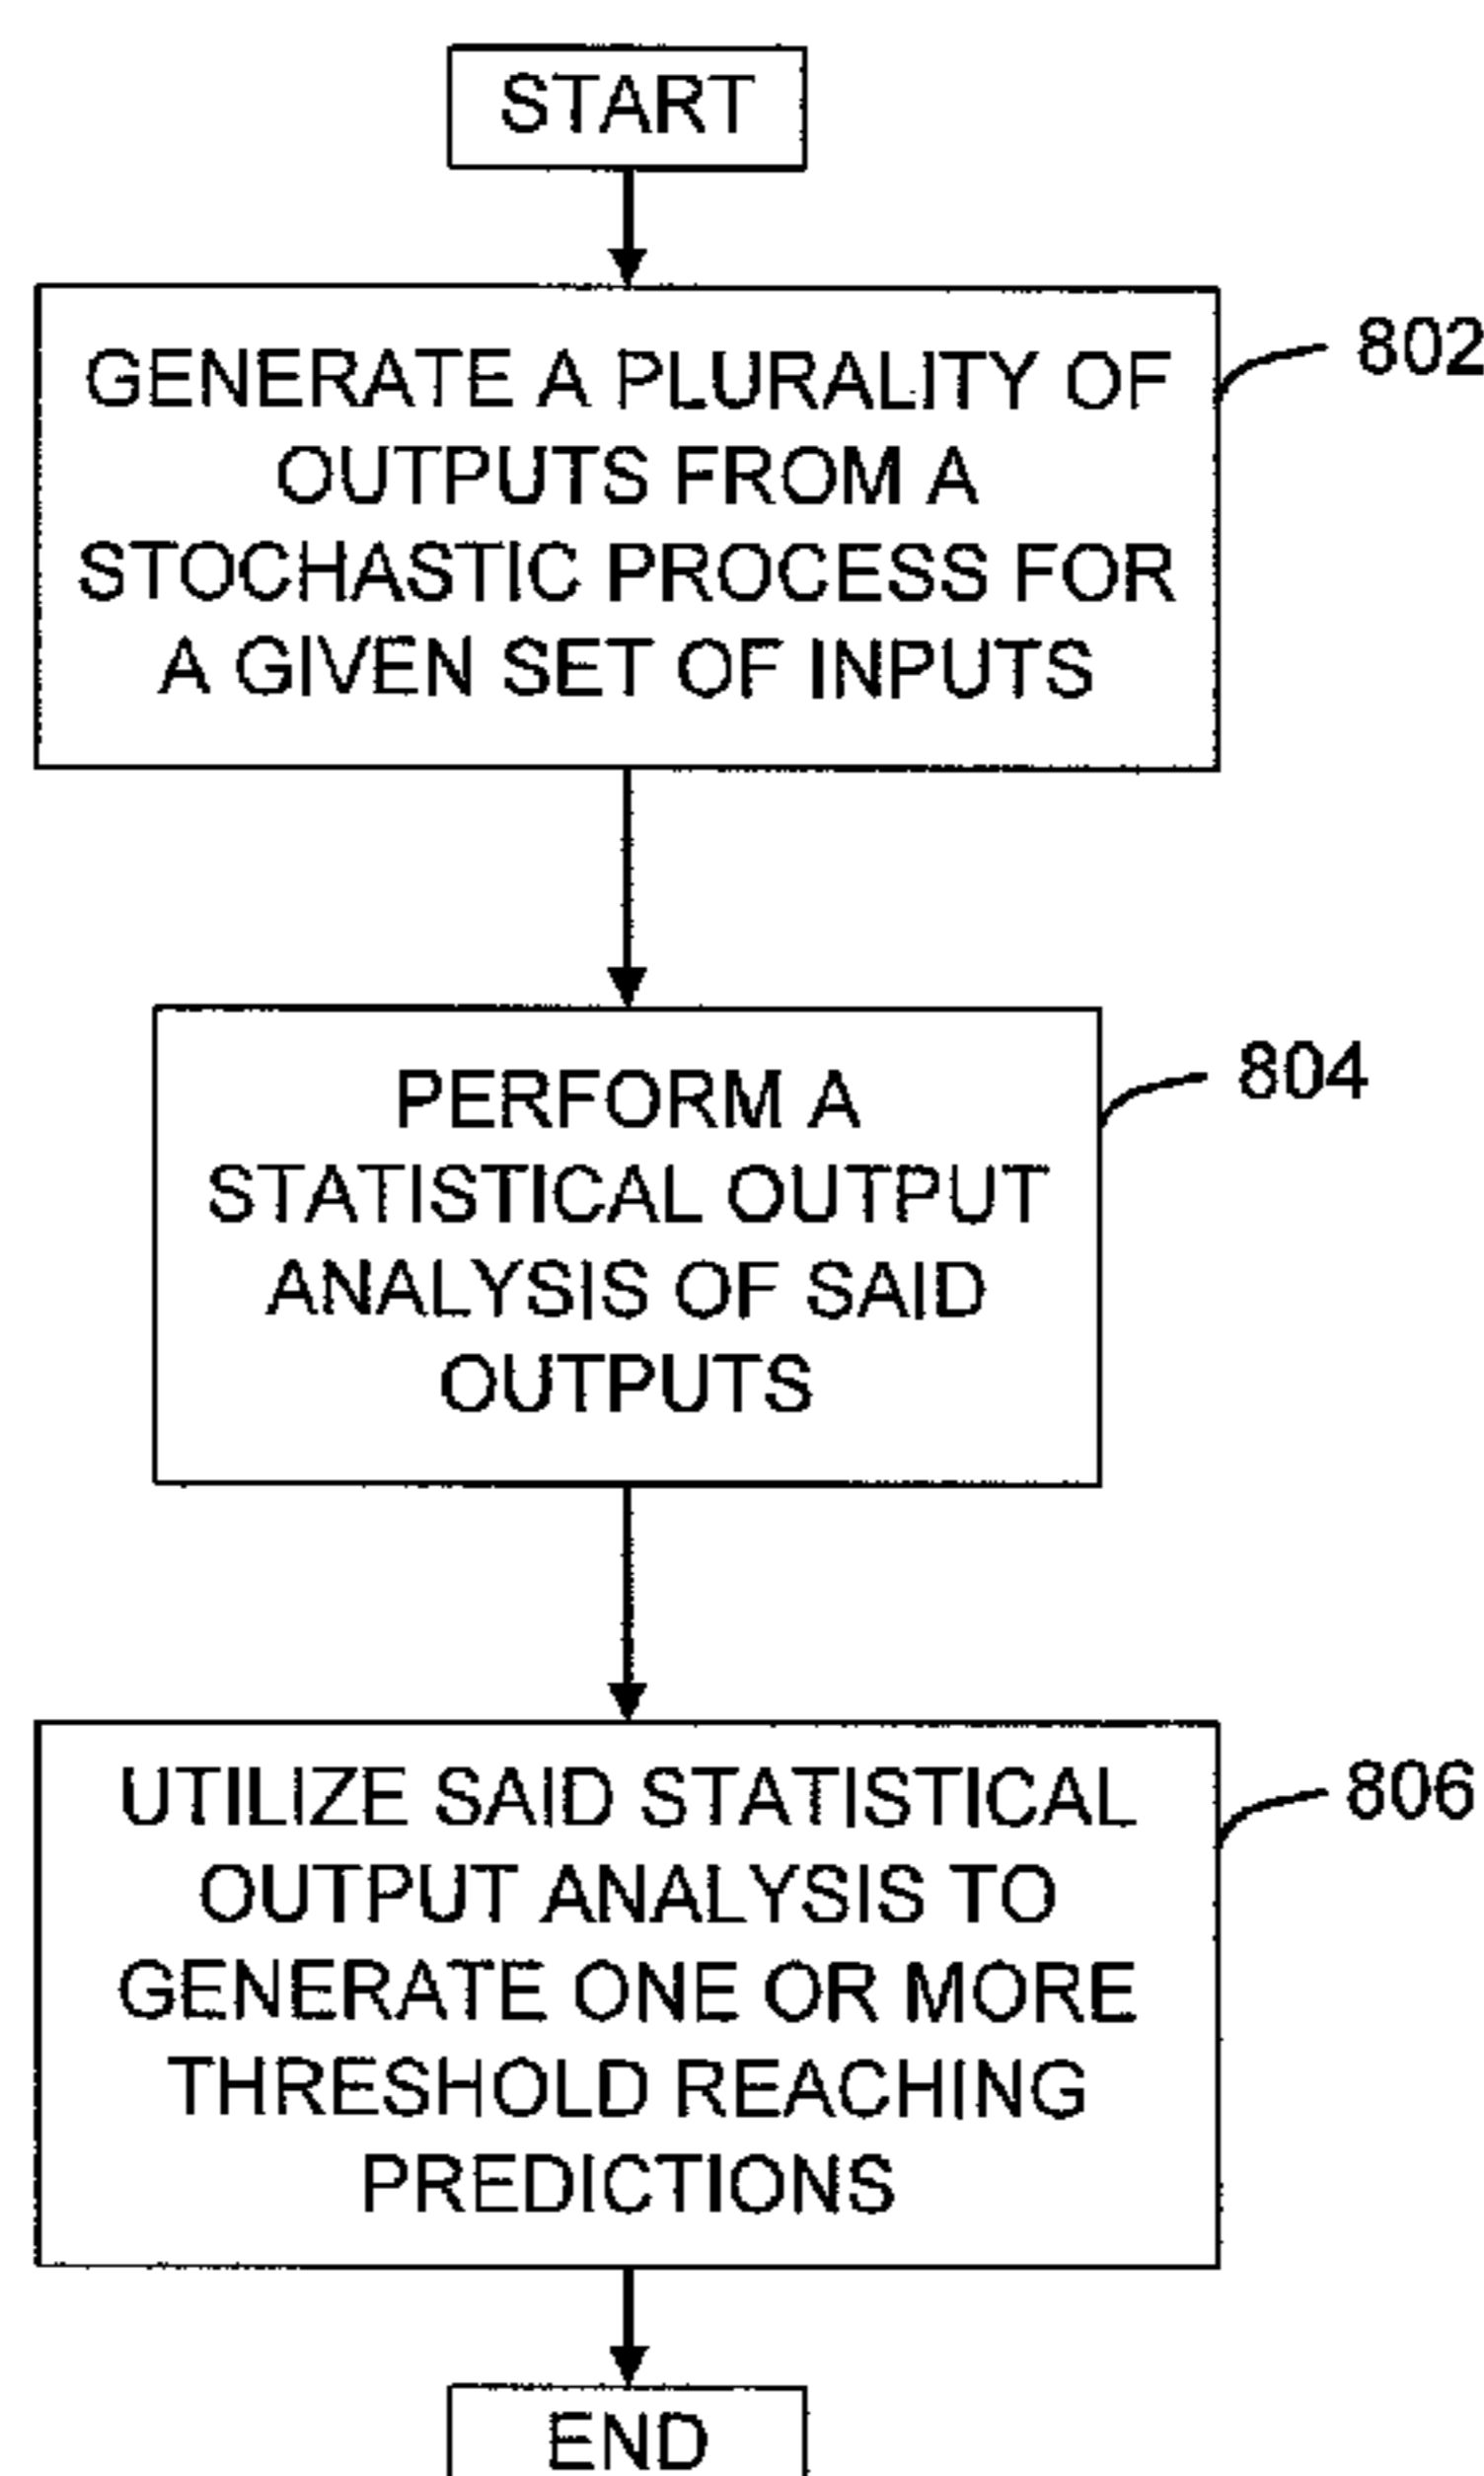 START
GENERATE A PLURALITY OF
OUTPUTS FROM A
STOCHASTIC PROCESS FOR
A GIVEN SET OF INPUTS
802
PERFORM A
STATISTICAL OUTPUT
ANALYSIS OF SAID
OUTPUTS
804
UTILIZE SAID STATISTICAL
OUTPUT ANALYSIS TO
GENERATE ONE OR MORE
THRESHOLD REACHING
PREDICTIONS
806
END